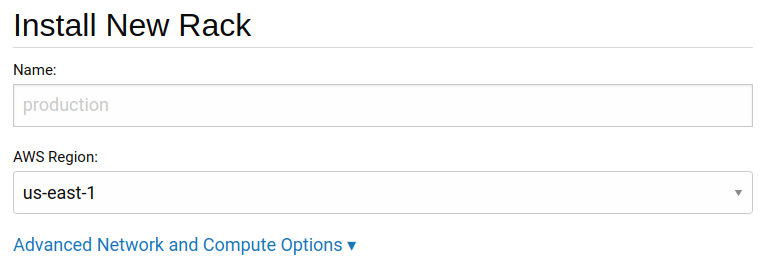 Install New Rack
Name:
production
AWS Region:
us-east-1
Advanced Network and Compute Options ▾